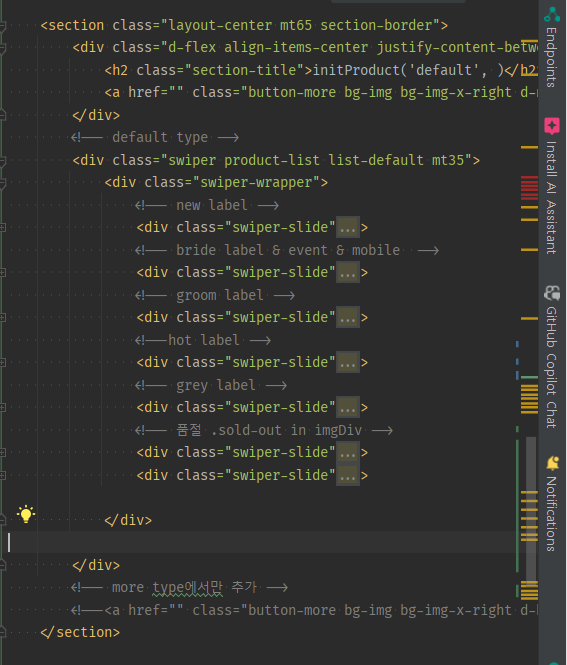 <section class="layout-center mt65 section-border">
<div class="d-flex align-items-center justify-content-betw
<h2 class="section-title">initProduct('default', )</h2
<a href="" class="button-more bg-img bg-img-x-right d-
</div>
<!-- default type -->
<div class="swiper product-list list-default mt35">
<div class="swiper-wrapper">
<!-- new label -->
<div class="swiper-slide"...>
<!-- bride label & event & mobile  -->
<div class="swiper-slide"...>
<!-- groom label -->
<div class="swiper-slide"...>
<!--hot label -->
<div class="swiper-slide"...>
<!-- grey label -->
<div class="swiper-slide"...>
<!-- 품절 .sold-out in imgDiv -->
<div class="swiper-slide"...>
<div class="swiper-slide"...>
</div>
</div>
<!-- more type에서만 추가 -->
<!--<a href="" class="button-more bg-img bg-img-x-right d-
</section>
Endpoints
Install AI Assistant
GitHub Copilot Chat
Notifications